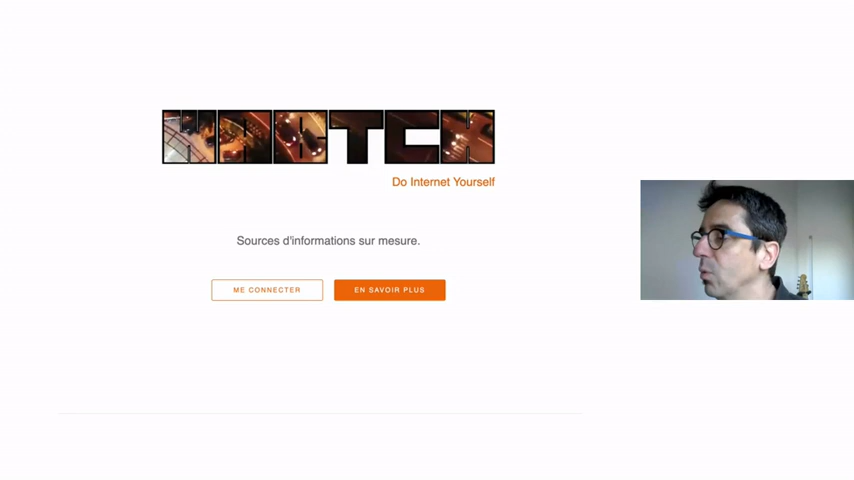 Do Internet Yourself
Sources d'informations sur mesure.
ME CONNECTER
EN SAVOIR PLUS